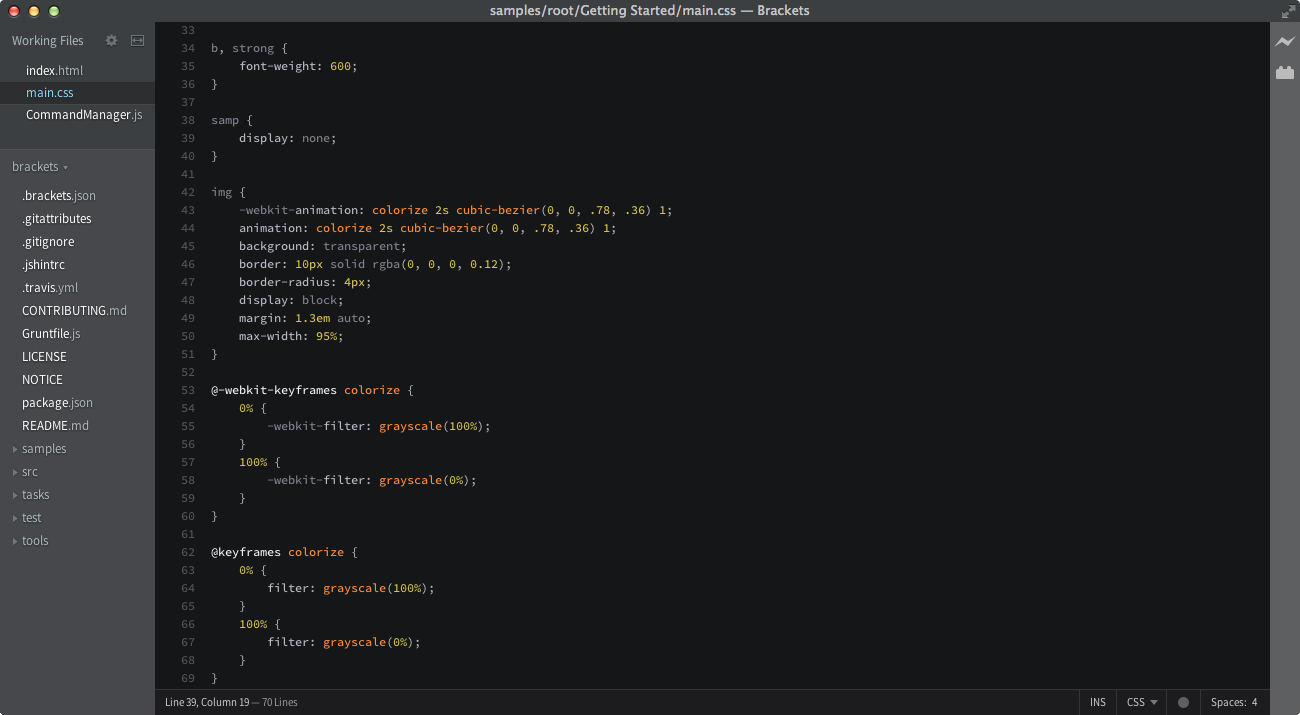 samples/root/Getting Started/main.css — Brackets
Working Files
index.html
main.css
CommandManager.js
brackets
.brackets.json
.gitattributes
.gitignore
.jshintrc
.travis.yml
CONTRIBUTING.md
Gruntfile.js
LICENSE
NOTICE
package.json
README.md
samples
src
tasks
test
tools
33
34 b, strong {
35     font-weight: 600;
36 }
37
38 samp {
39     display: none;
40 }
41
42 img {
43     -webkit-animation: colorize 2s cubic-bezier(0, 0, .78, .36) 1;
44     animation: colorize 2s cubic-bezier(0, 0, .78, .36) 1;
45     background: transparent;
46     border: 10px solid rgba(0, 0, 0, 0.12);
47     border-radius: 4px;
48     display: block;
49     margin: 1.3em auto;
50     max-width: 95%;
51 }
52
53 @-webkit-keyframes colorize {
54     0% {
55         -webkit-filter: grayscale(100%);
56     }
57     100% {
58         -webkit-filter: grayscale(0%);
59     }
60 }
61
62 @keyframes colorize {
63     0% {
64         filter: grayscale(100%);
65     }
66     100% {
67         filter: grayscale(0%);
68     }
69 }
Line 39, Column 19 — 70 Lines
INS
CSS
Spaces: 4